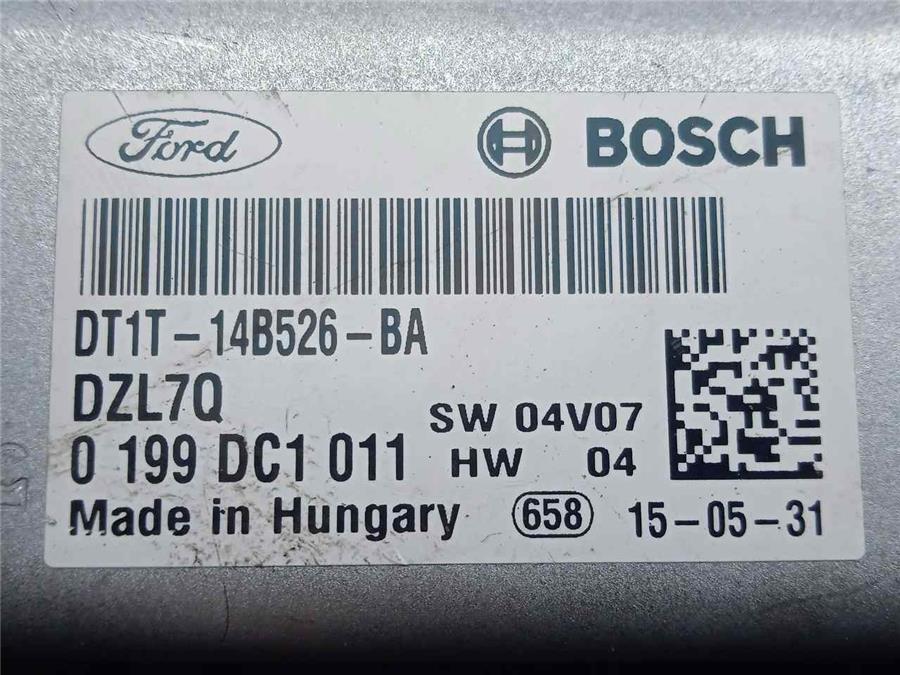 Ford BOSCH
DT1T-14B526-BA
DZL7Q
SW 04V07
0 199 DC1 011
HW 04
Made in Hungary
658
15-05-31